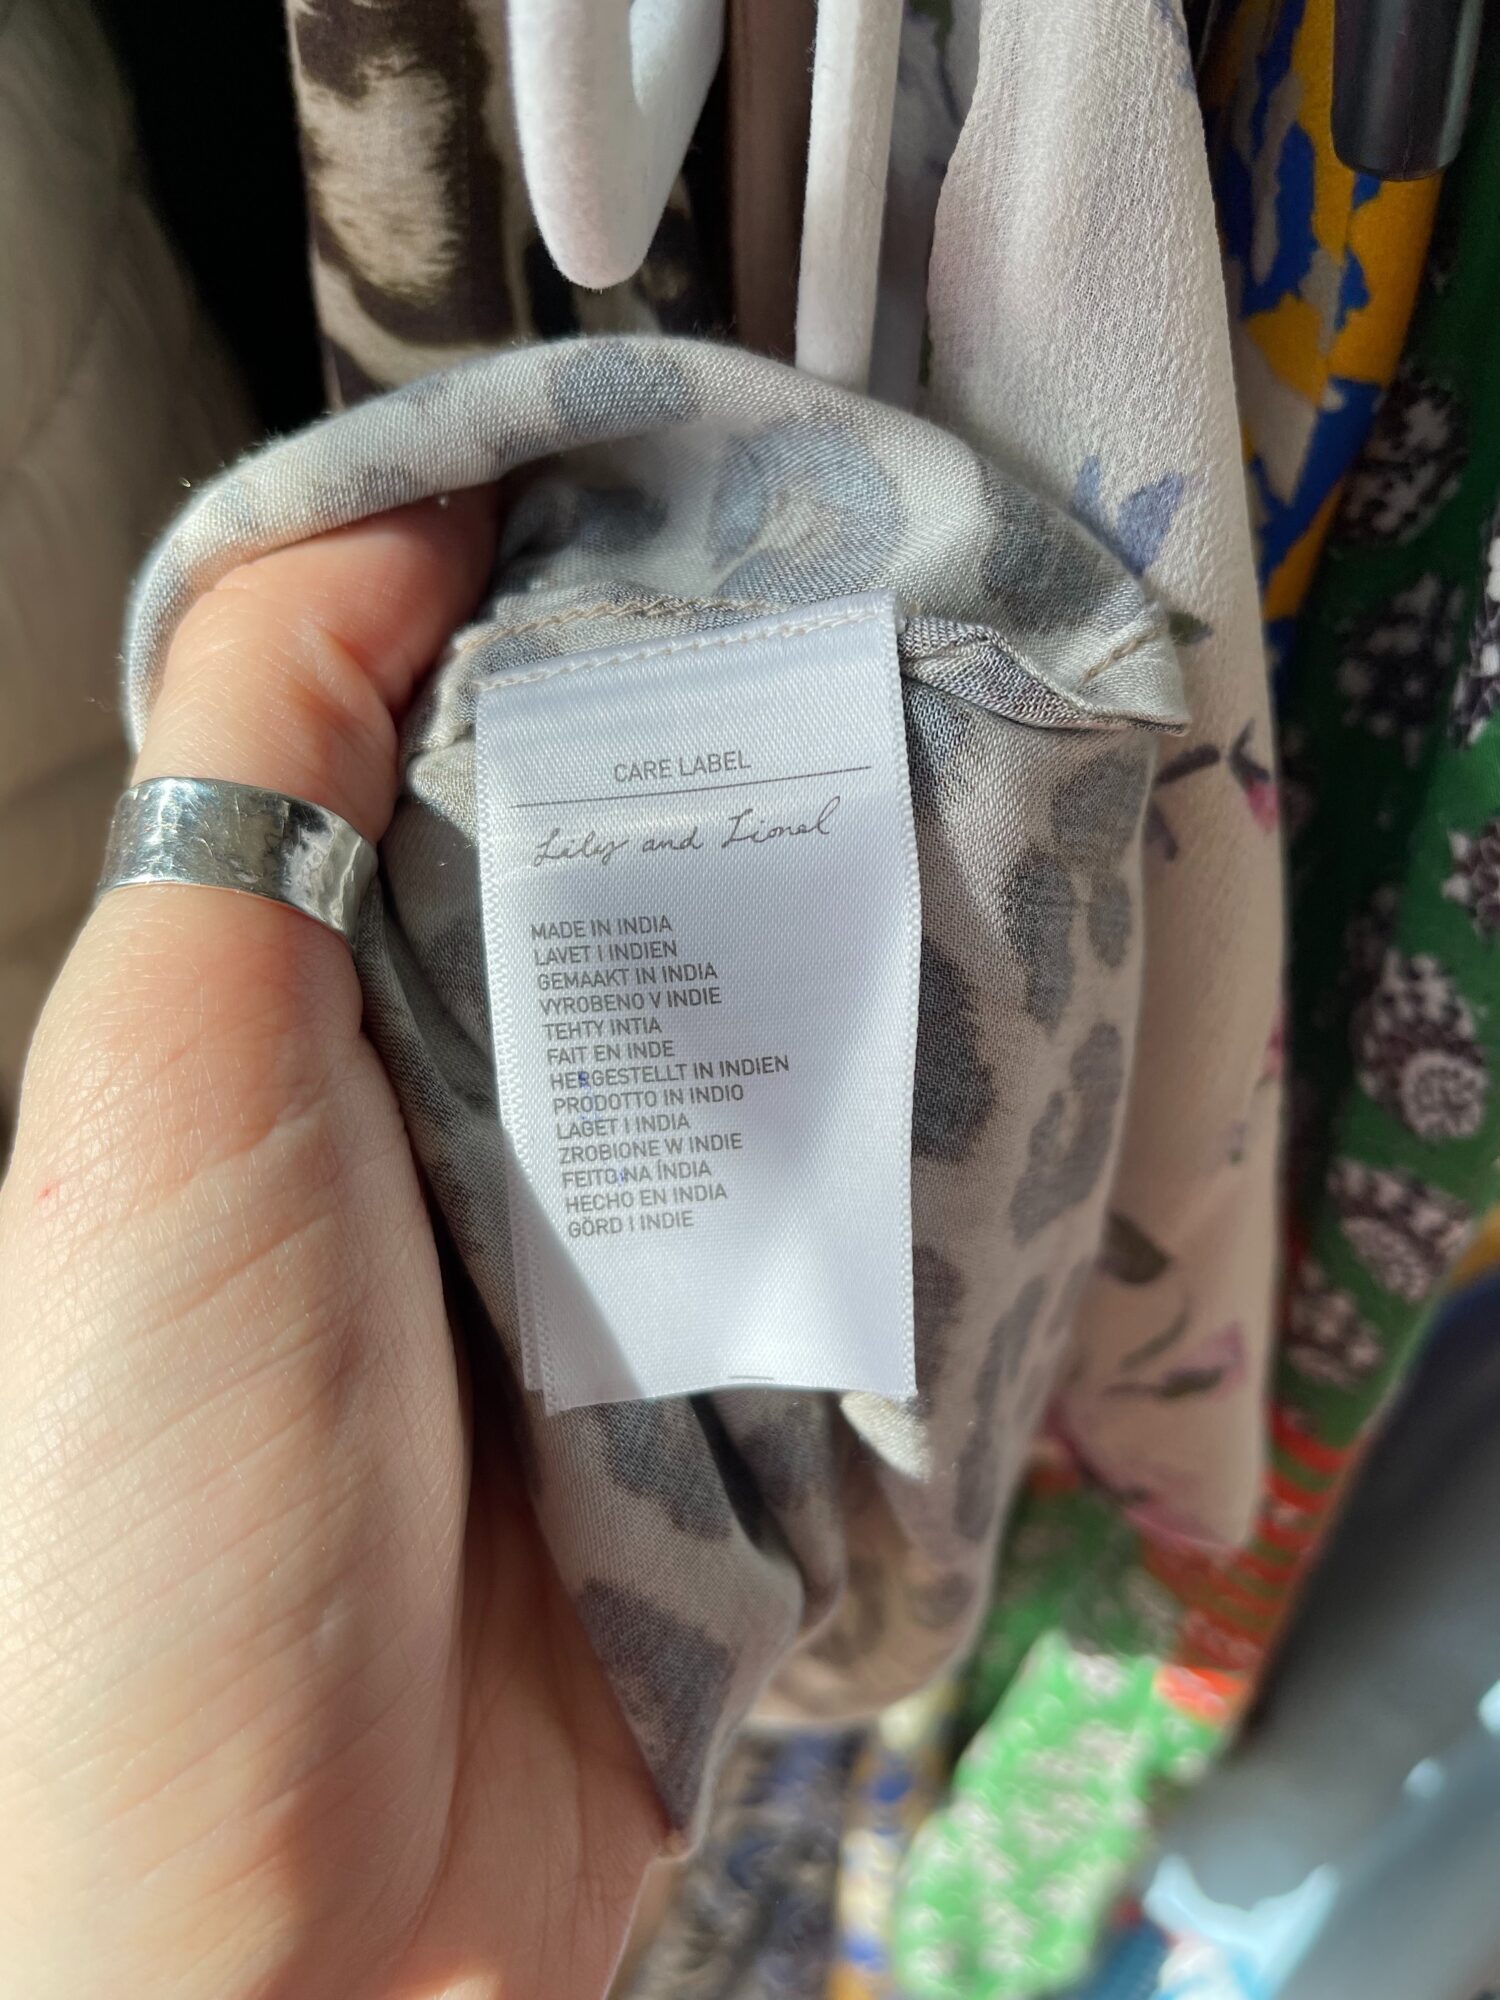 CARE LABEL
Lily and Lionel
MADE IN INDIA
LAVET I INDIEN
GEMAAKT IN INDIA
VYROBENO V INDIE
TEHTY INTIA
FAIT EN INDE
HERGESTELLT IN INDIEN
PRODOTTO IN INDIO
LAGET I INDIA
ZROBIONE W INDIE
FEITO NA ÍNDIA
HECHO EN INDIA
GÖRD I INDIE